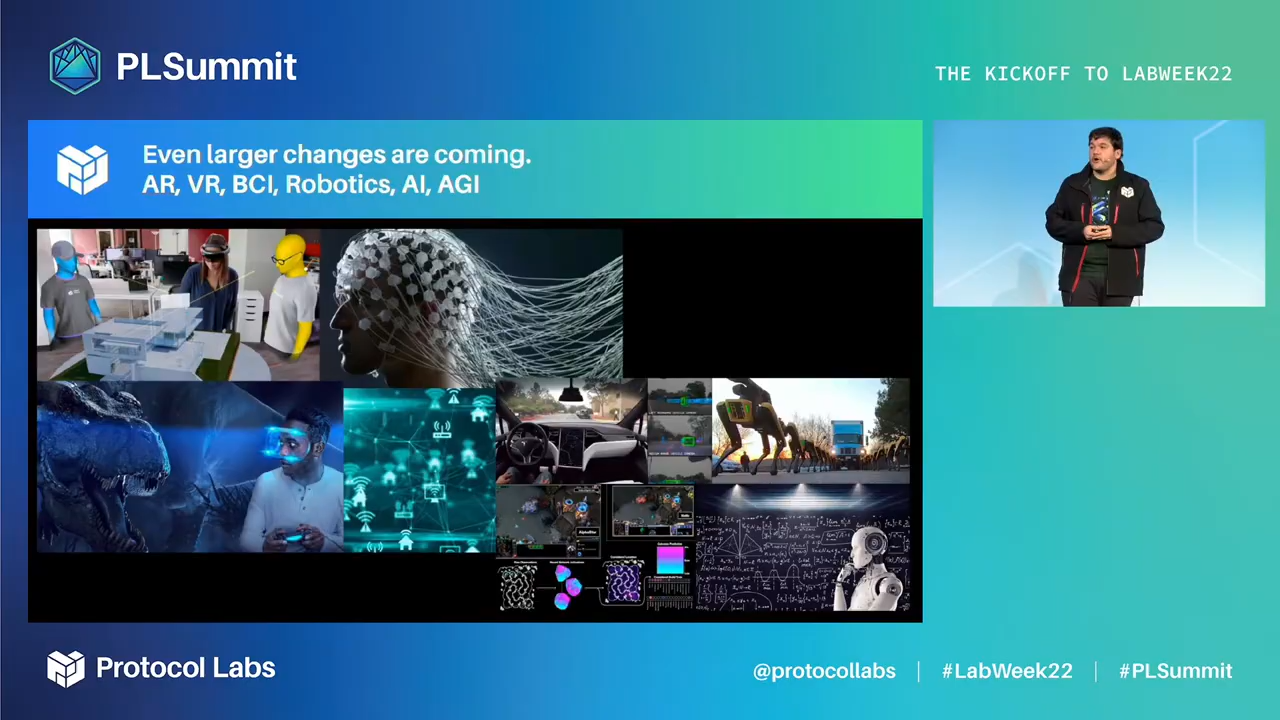 PLSummit
THE KICKOFF TO LABWEEK22
Even larger changes are coming.
AR, VR, BCI, Robotics, AI, AGI
Protocol Labs
@protocollabs | #LabWeek22 | #PLSummit